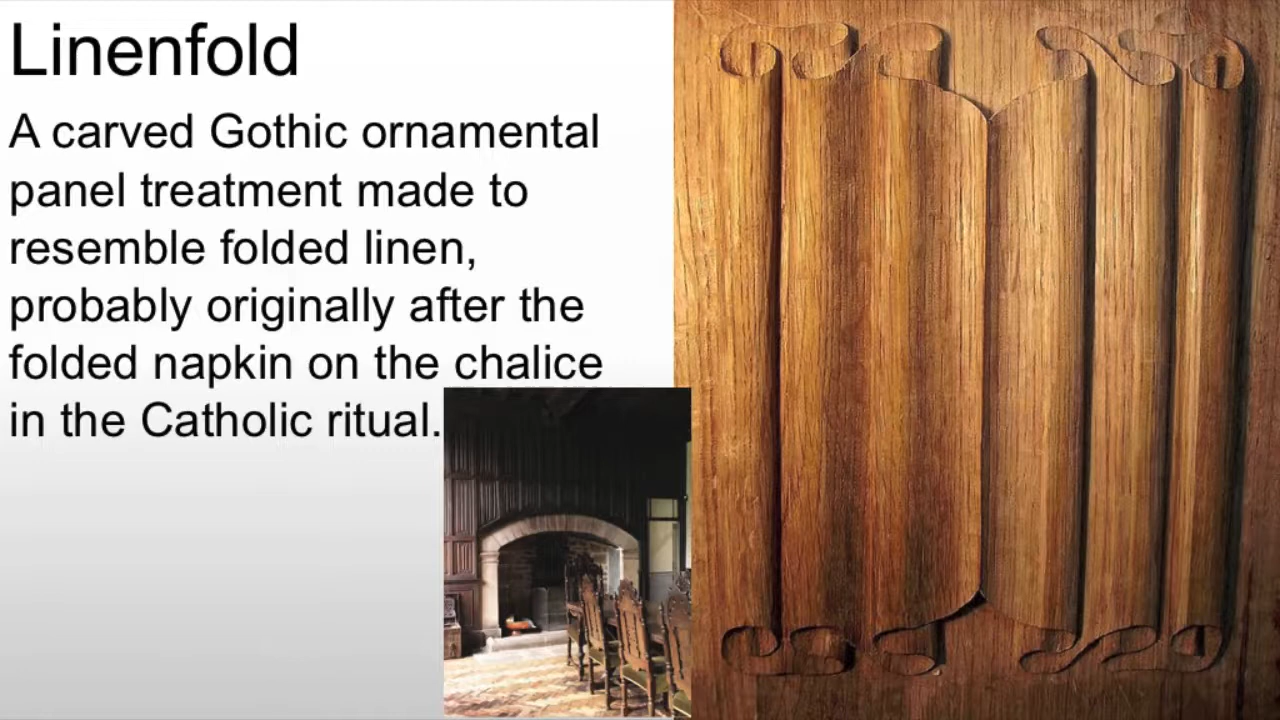 Linenfold
A carved Gothic ornamental
panel treatment made to
resemble folded linen,
probably originally after the
folded napkin on the chalice
in the Catholic ritual.